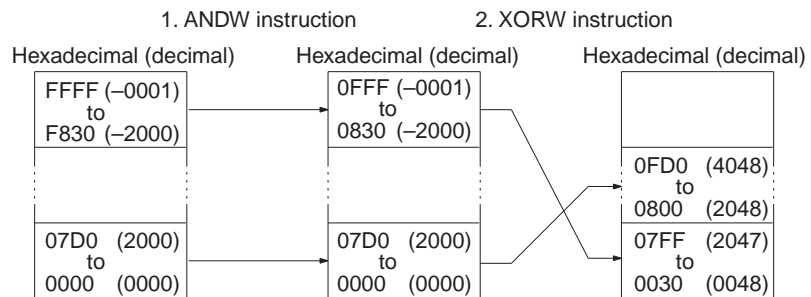 1. ANDW instruction 2. XORW instruction
Hexadecimal (decimal) Hexadecimal (decimal) Hexadecimal (decimal)
FFFF (–0001)
to
F830 (–2000)
07D0 (2000)
to
0000 (0000)
0FFF (–0001)
to
0830 (–2000)
07D0 (2000)
to
0000 (0000)
0FD0 (4048)
to
0800 (2048)
07FF (2047)
to
0030 (0048)